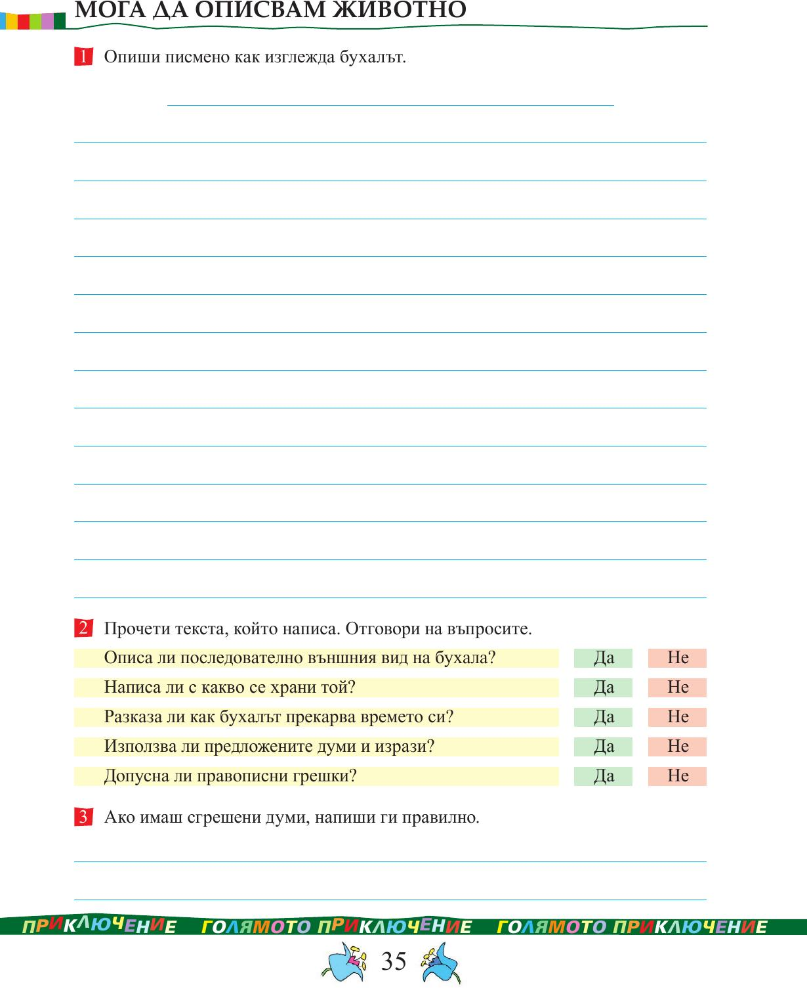 МОГА ДА ОПИСВАМ ЖИВОТНО
1 Опиши писмено как изглежда бухалът.
2 Прочети текста, който написа. Отговори на въпросите.
Описа ли последователно външния вид на бухала? Да Не
Написа ли с какво се храни той? Да Не
Разказа ли как бухалът прекарва времето си? Да Не
Използва ли предложените думи и изрази? Да Не
Допусна ли правописни грешки? Да Не
3 Ако имаш сгрешени думи, напиши ги правилно.
ПРИКЛЮЧЕНИЕ ГОЛЯМОТО ПРИКЛЮЧЕНИЕ ГОЛЯМОТО ПРИКЛЮЧЕНИЕ
35